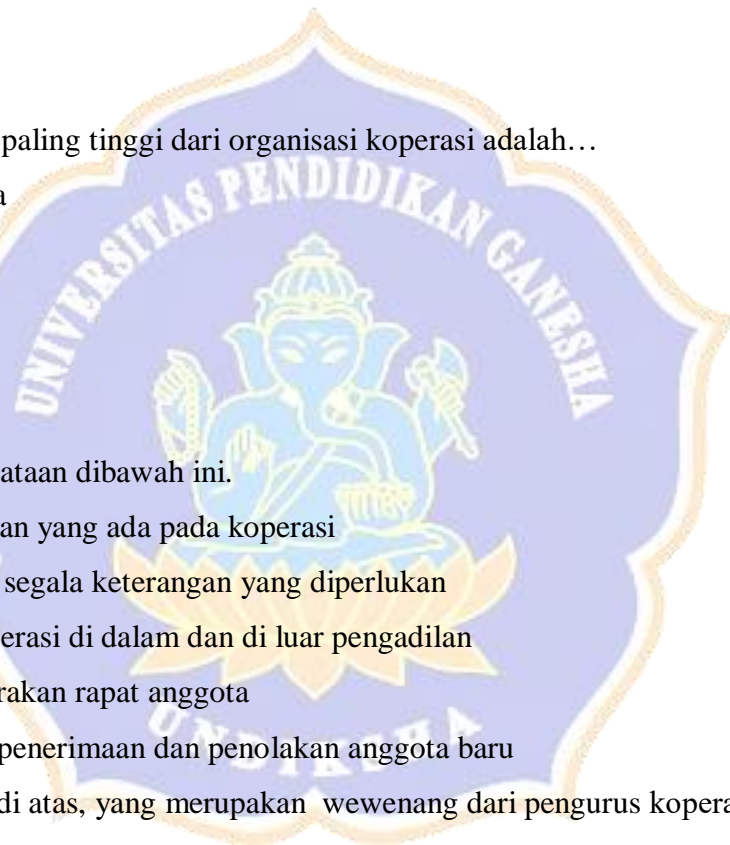 paling tinggi dari organisasi koperasi adalah…
a
UNIVERSITAS PENDIDIKAN GANESHA
ataan dibawah ini.
an yang ada pada koperasi
segala keterangan yang diperlukan
erasi di dalam dan di luar pengadilan
rakan rapat anggota
penerimaan dan penolakan anggota baru
UNDIKSHA
di atas, yang merupakan wewenang dari pengurus kopera